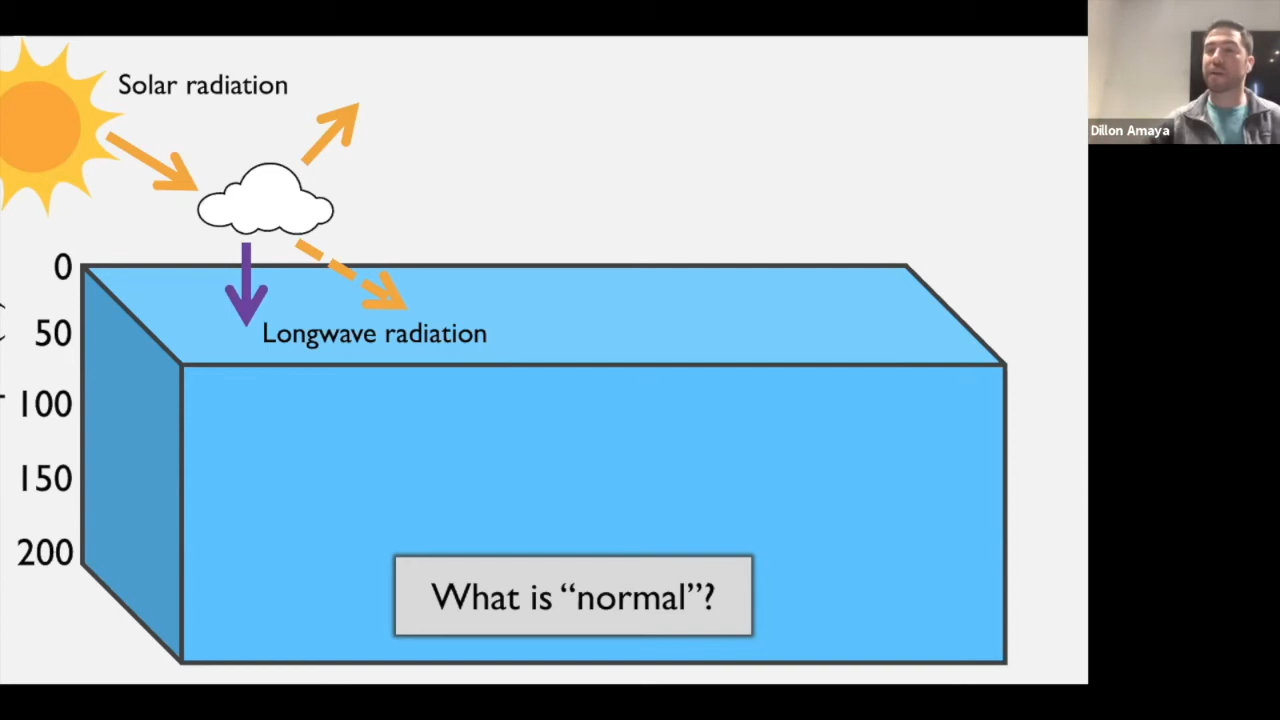 Solar radiation
Dillon Amaya
0
50
Longwave radiation
100
150
200
What is “normal”?